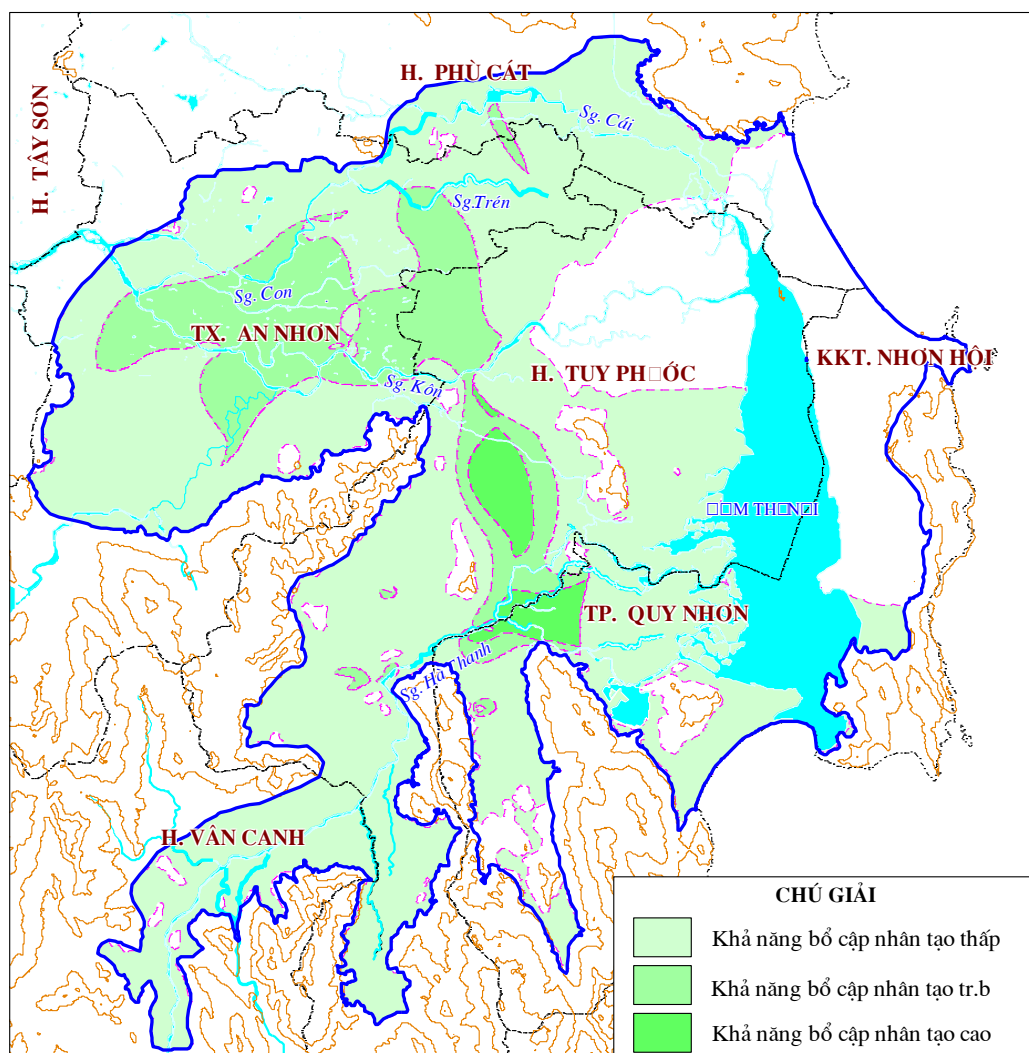 H. PHÙ CÁT
Sg. Cái
H. TÂY SƠN
Sg.Trén
Sg. Con
TX. AN NHƠN
KKT. NHƠN HỘI
H. TUY PH□ỚC
Sg. Kôn
□□M TH□N□I
TP. QUY NHƠN
Sg. Hà Thanh
H. VÂN CANH
CHÚ GIẢI
Khả năng bổ cập nhân tạo thấp
Khả năng bổ cập nhân tạo tr.b
Khả năng bổ cập nhân tạo cao